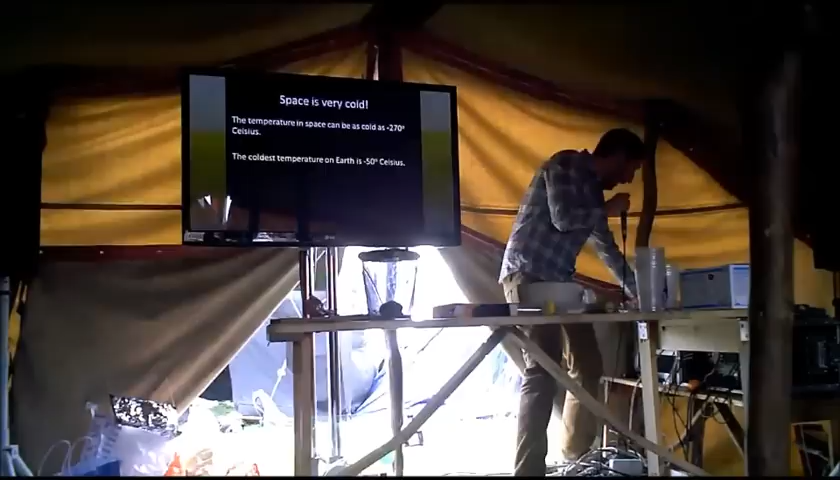 Space is very cold!
The temperature in space can be as cold as -270° 
Celsius.
The coldest temperature on Earth is -50° Celsius.